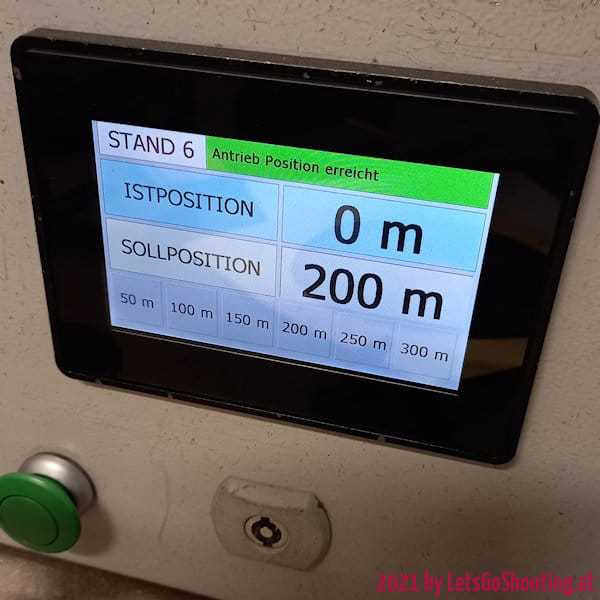 STAND 6 Antrieb Position erreicht
ISTPOSITION 0 m
SOLLPOSITION 200 m
50 m 100 m 150 m 200 m 250 m 300 m
2021 by LetsGoShooting.at